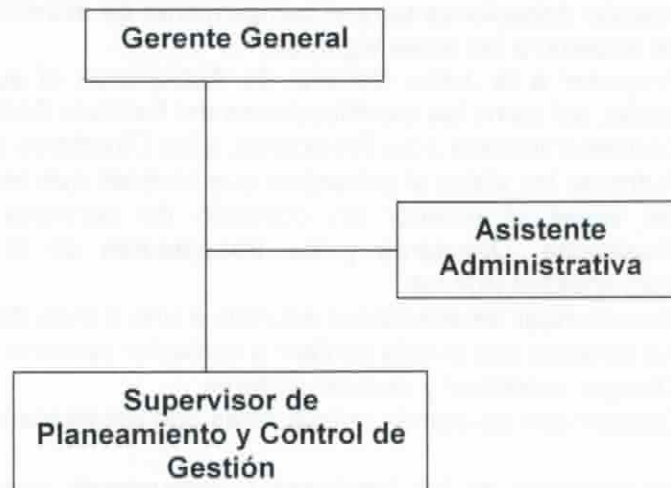 Gerente General
Asistente
Administrativa
Supervisor de
Planeamiento y Control de
Gestión